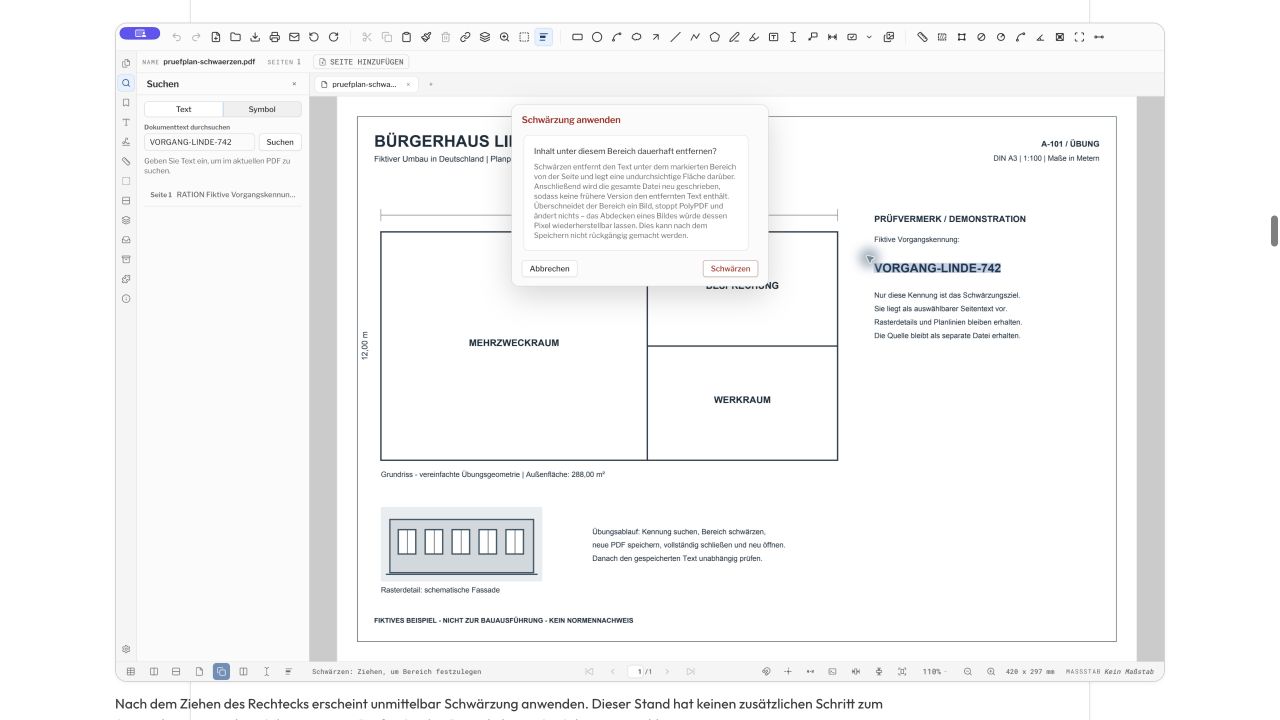 NAME pruefplan-schwaerzen.pdf SEITEN 1 SEITE HINZUFÜGEN
Suchen ×
pruefplan-schwa... × +
Text Symbol
Dokumenttext durchsuchen
VORGANG-LINDE-742 Suchen
Geben Sie Text ein, um im aktuellen PDF zu
suchen.
Seite 1 RATION Fiktive Vorgangskennun...
BÜRGERHAUS LI
Fiktiver Umbau in Deutschland | Planp
A-101 / ÜBUNG
DIN A3 | 1:100 | Maße in Metern
Schwärzung anwenden
Inhalt unter diesem Bereich dauerhaft entfernen?
Schwärzen entfernt den Text unter dem markierten Bereich
von der Seite und legt eine undurchsichtige Fläche darüber.
Anschließend wird die gesamte Datei neu geschrieben,
sodass keine frühere Version den entfernten Text enthält.
Überschneidet der Bereich ein Bild, stoppt PolyPDF und
ändert nichts – das Abdecken eines Bildes würde dessen
Pixel wiederherstellbar lassen. Dies kann nach dem
Speichern nicht rückgängig gemacht werden.
Abbrechen Schwärzen
BESPRECHUNG
PRÜFVERMERK / DEMONSTRATION
Fiktive Vorgangskennung:
VORGANG-LINDE-742
Nur diese Kennung ist das Schwärzungsziel.
Sie liegt als auswählbarer Seitentext vor.
Rasterdetails und Planlinien bleiben erhalten.
Die Quelle bleibt als separate Datei erhalten.
12,00 m
MEHRZWECKRAUM
WERKRAUM
Grundriss - vereinfachte Übungsgeometrie | Außenfläche: 288,00 m²
Übungsablauf: Kennung suchen, Bereich schwärzen,
neue PDF speichern, vollständig schließen und neu öffnen.
Danach den gespeicherten Text unabhängig prüfen.
Rasterdetail: schematische Fassade
FIKTIVES BEISPIEL - NICHT ZUR BAUAUSFÜHRUNG - KEIN NORMENNACHWEIS
Schwärzen: Ziehen, um Bereich festzulegen 1 /1 110% 420 × 297 mm MASSSTAB Kein Maßstab
Nach dem Ziehen des Rechtecks erscheint unmittelbar Schwärzung anwenden. Dieser Stand hat keinen zusätzlichen Schritt zum